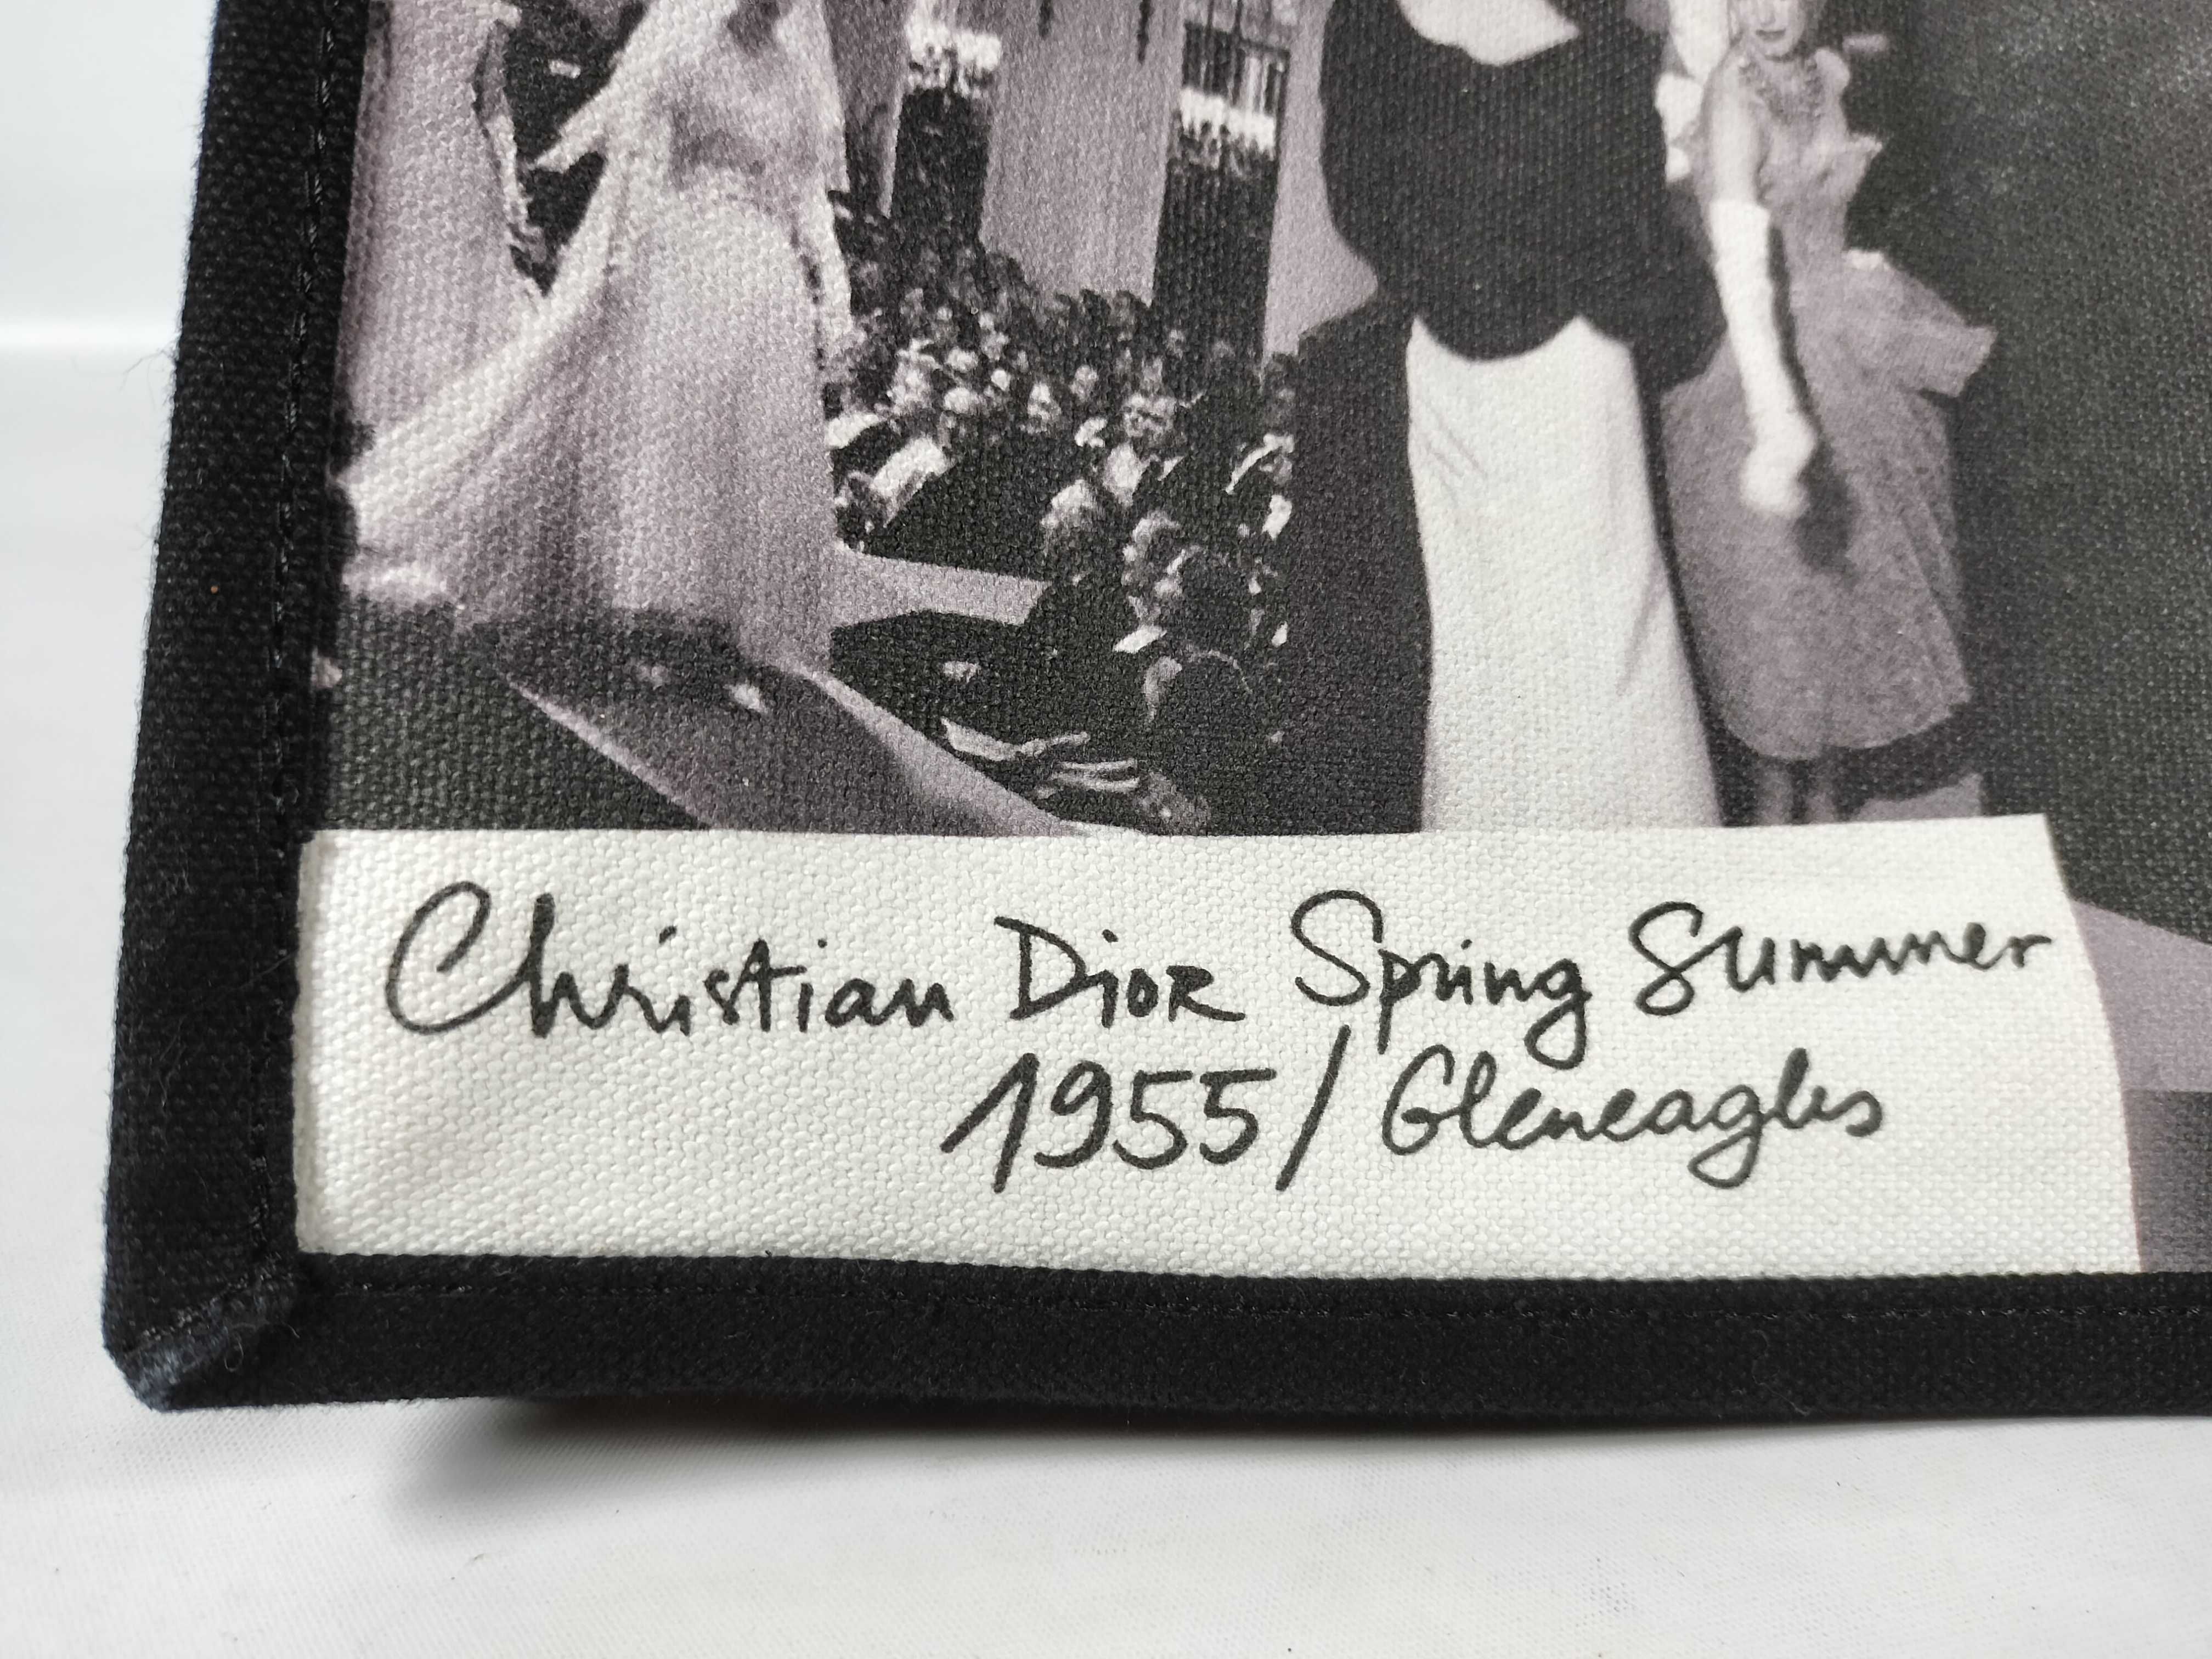 Christian Dior Spring Summer
1955/Gleneagles